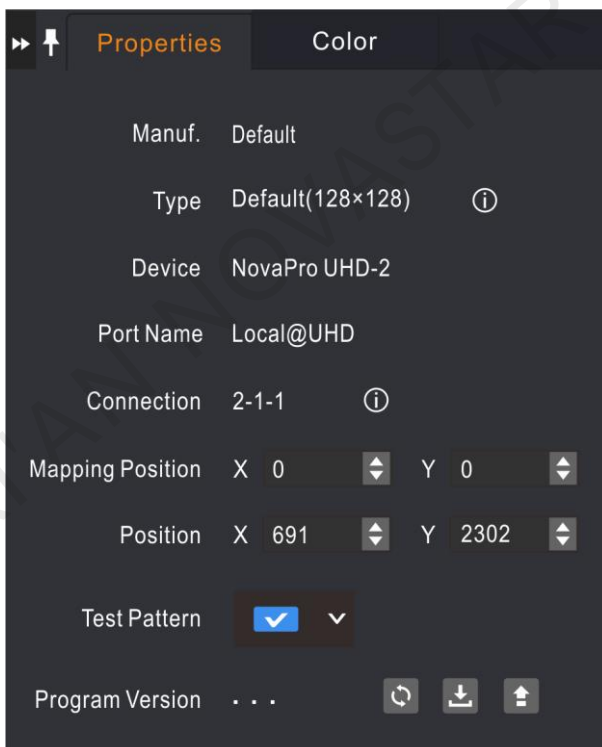 Properties Color
Manuf. Default
Type Default(128×128)
Device NovaPro UHD-2
Port Name Local@UHD
Connection 2-1-1
Mapping Position X 0 Y 0
Position X 691 Y 2302
Test Pattern
Program Version . . .
NOVASTAR